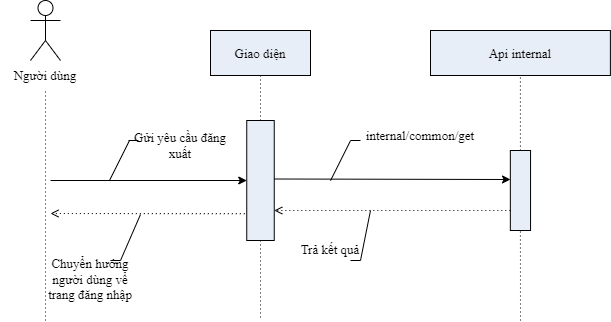 Người dùng
Giao diện
Api internal
Gửi yêu cầu đăng
xuất
internal/common/get
Trả kết quả
Chuyển hướng
người dùng về
trang đăng nhập